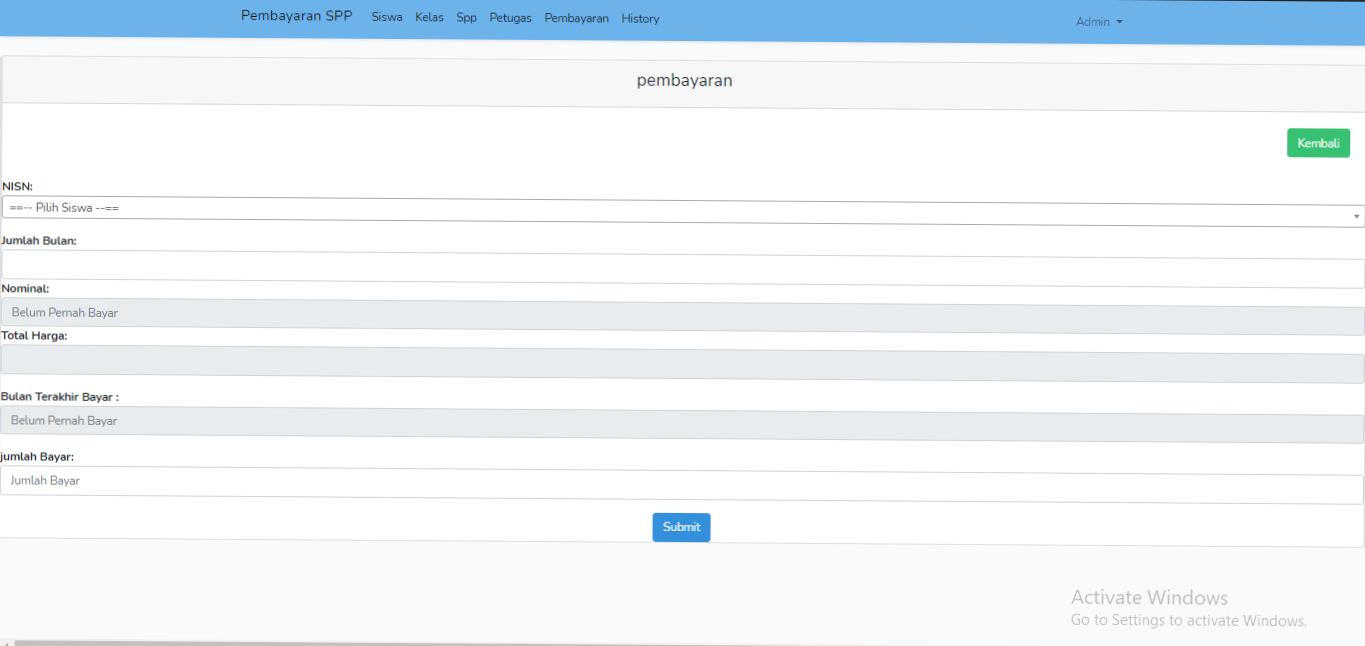 Pembayaran SPP Siswa Kelas Spp Petugas Pembayaran History Admin
pembayaran
Kembali
NISN:
==-- Pilih Siswa --==
Jumlah Bulan:
Nominal:
Belum Pernah Bayar
Total Harga:
Bulan Terakhir Bayar :
Belum Pernah Bayar
jumlah Bayar:
Jumlah Bayar
Submit
Activate Windows
Go to Settings to activate Windows.